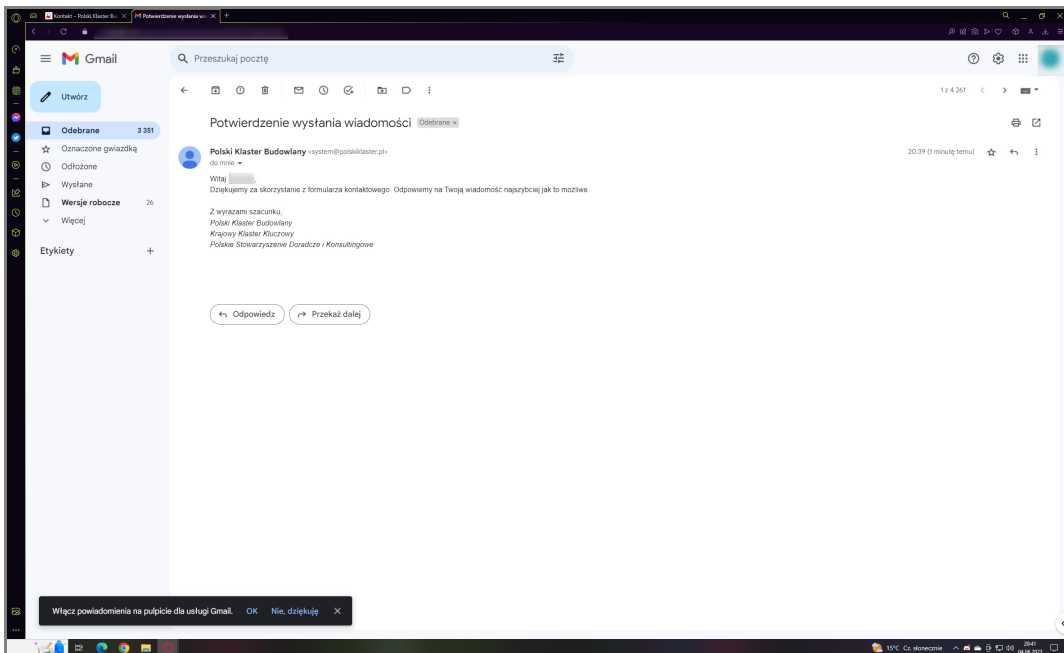 Kontakt – Polski Klaster Bu
Potwierdzenie wysłania wia
Gmail
Przeszukaj pocztę
Utwórz
1 z 4 261
Potwierdzenie wysłania wiadomości Odebrane ×
Odebrane 3 351
Oznaczone gwiazdką
Odłożone
Wysłane
Wersje robocze 26
Więcej
Etykiety +
Polski Klaster Budowlany <system@polskiklaster.pl>
20:39 (1 minutę temu)
do mnie
Witaj ,
Dziękujemy za skorzystanie z formularza kontaktowego. Odpowiemy na Twoją wiadomość najszybciej jak to możliwe.
Z wyrazami szacunku,
Polski Klaster Budowlany
Krajowy Klaster Kluczowy
Polskie Stowarzyszenie Doradcze i Konsultingowe
Odpowiedz
Przekaż dalej
Włącz powiadomienia na pulpicie dla usługi Gmail. OK Nie, dziękuję
15°C Cz. słonecznie
20:41
04.06.2023